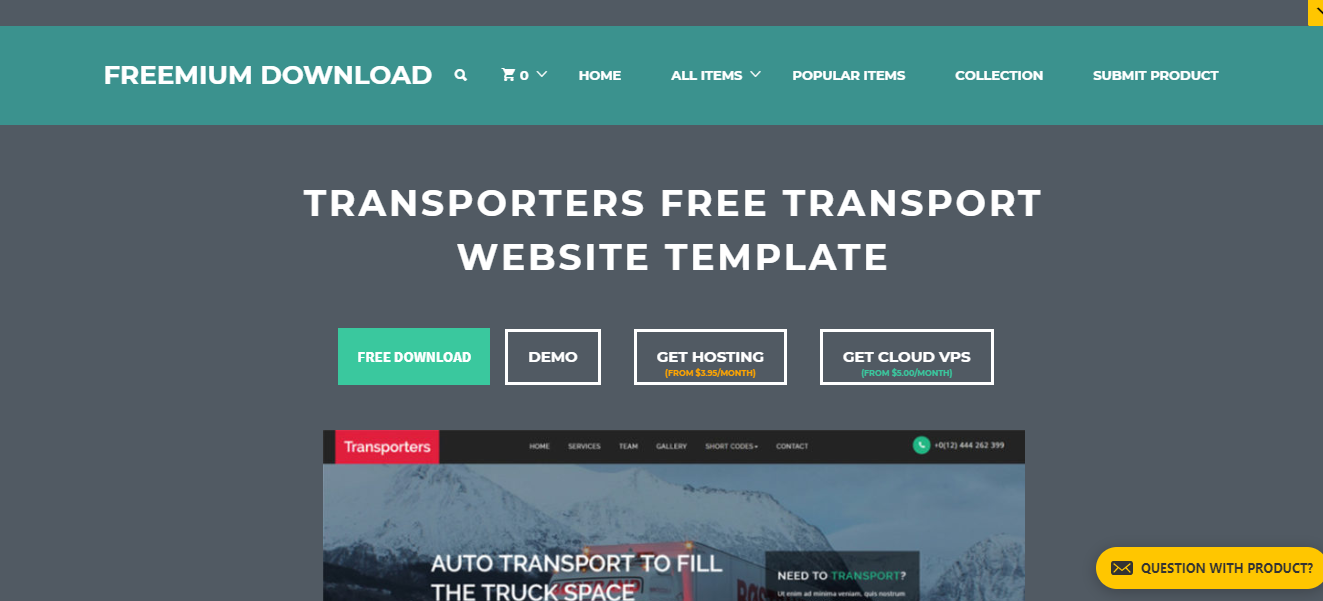 FREEMIUM DOWNLOAD 0 HOME ALL ITEMS POPULAR ITEMS COLLECTION SUBMIT PRODUCT
TRANSPORTERS FREE TRANSPORT
WEBSITE TEMPLATE
FREE DOWNLOAD DEMO GET HOSTING GET CLOUD VPS
(FROM $3.95/MONTH) (FROM $5.00/MONTH)
Transporters HOME SERVICES TEAM GALLERY SHORT CODES CONTACT +0(12) 444 262 399
AUTO TRANSPORT TO FILL
THE TRUCK SPACE
NEED TO TRANSPORT?
Ut enim ad minima veniam, quis nostrum
QUESTION WITH PRODUCT?